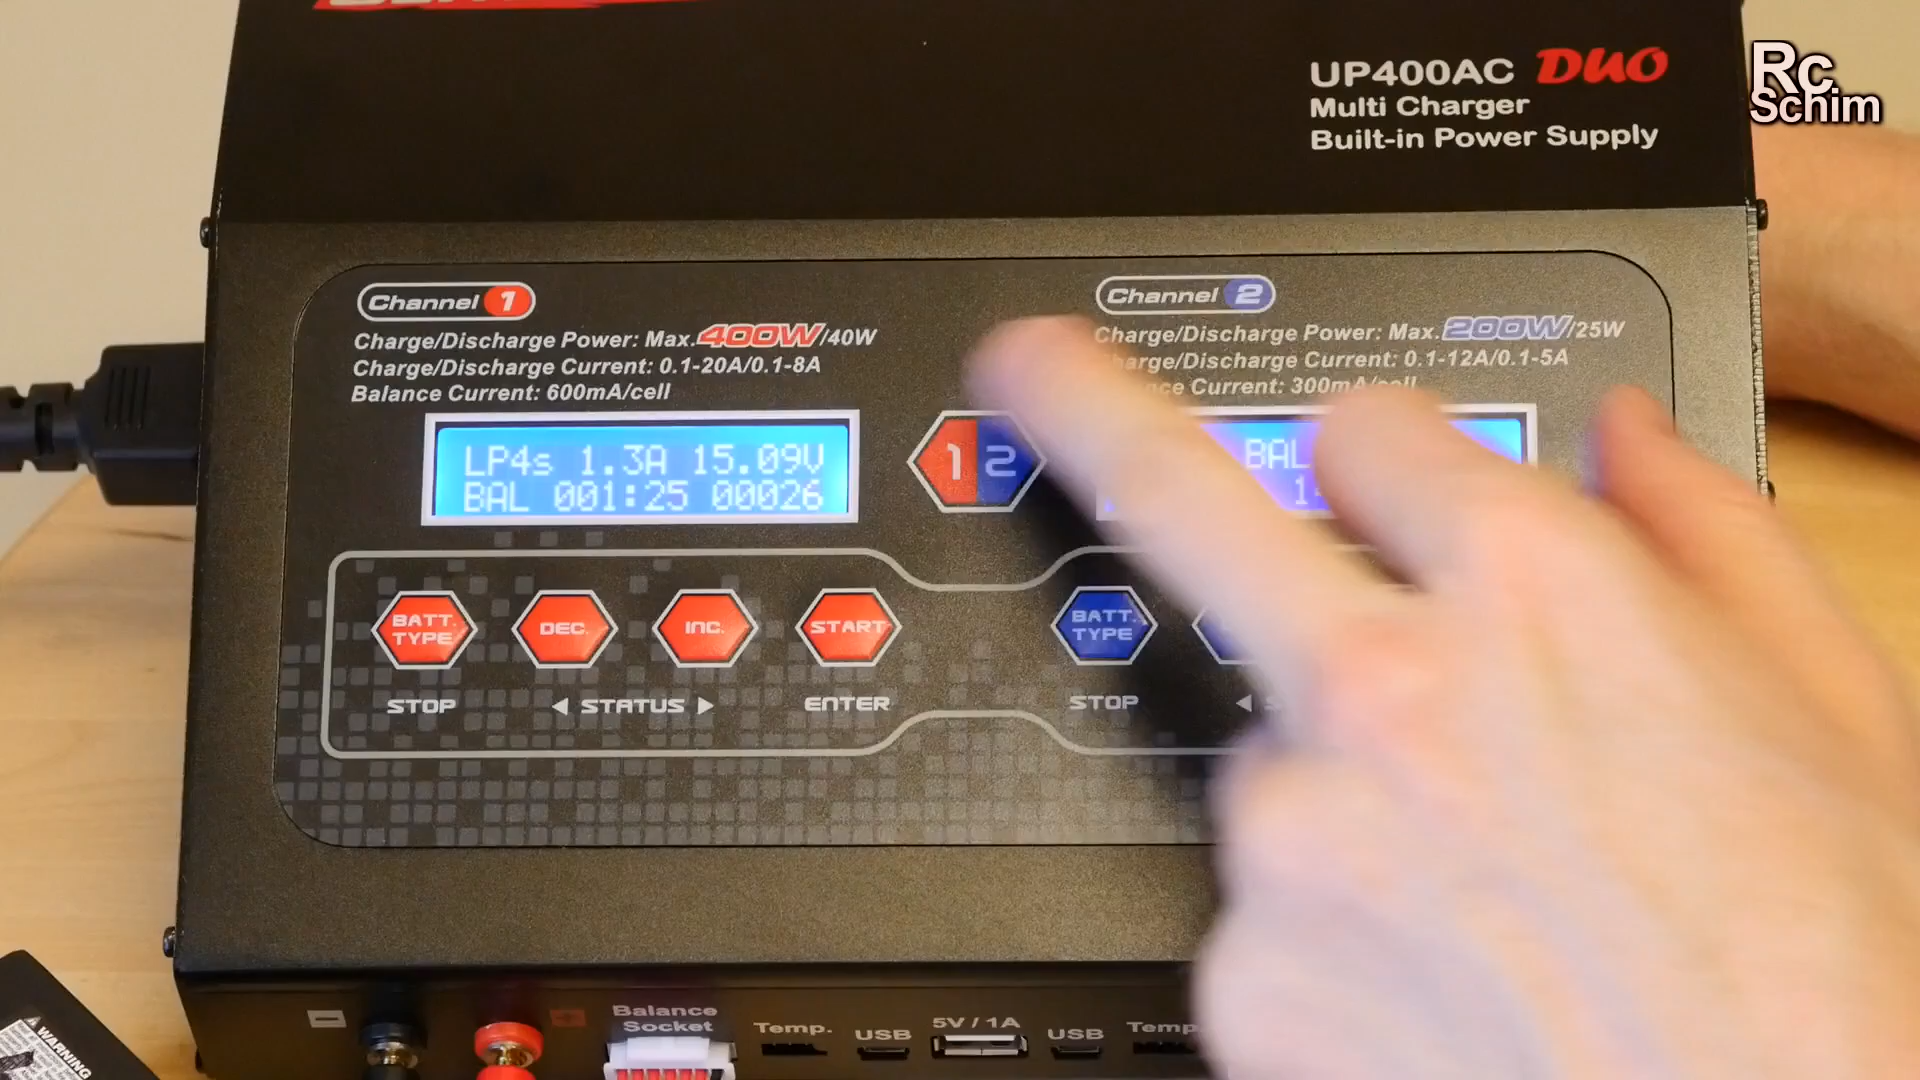 UP400AC DUO
Multi Charger
Built-in Power Supply
Rc
Schim
Channel 1
Charge/Discharge Power: Max.400W/40W
Charge/Discharge Current: 0.1-20A/0.1-8A
Balance Current: 600mA/cell
Channel 2
Charge/Discharge Power: Max.200W/25W
Charge/Discharge Current: 0.1-12A/0.1-5A
Current: 300mA/cell
LP4s 1.3A 15.09V
BAL 001:25 00026
1 2
BAL
BATT. TYPE
DEC.
INC.
START
BATT. TYPE
STOP
◄ STATUS ►
ENTER
STOP
Balance
Socket
Temp.
USB
5V / 1A
USB
Temp.
WARNING